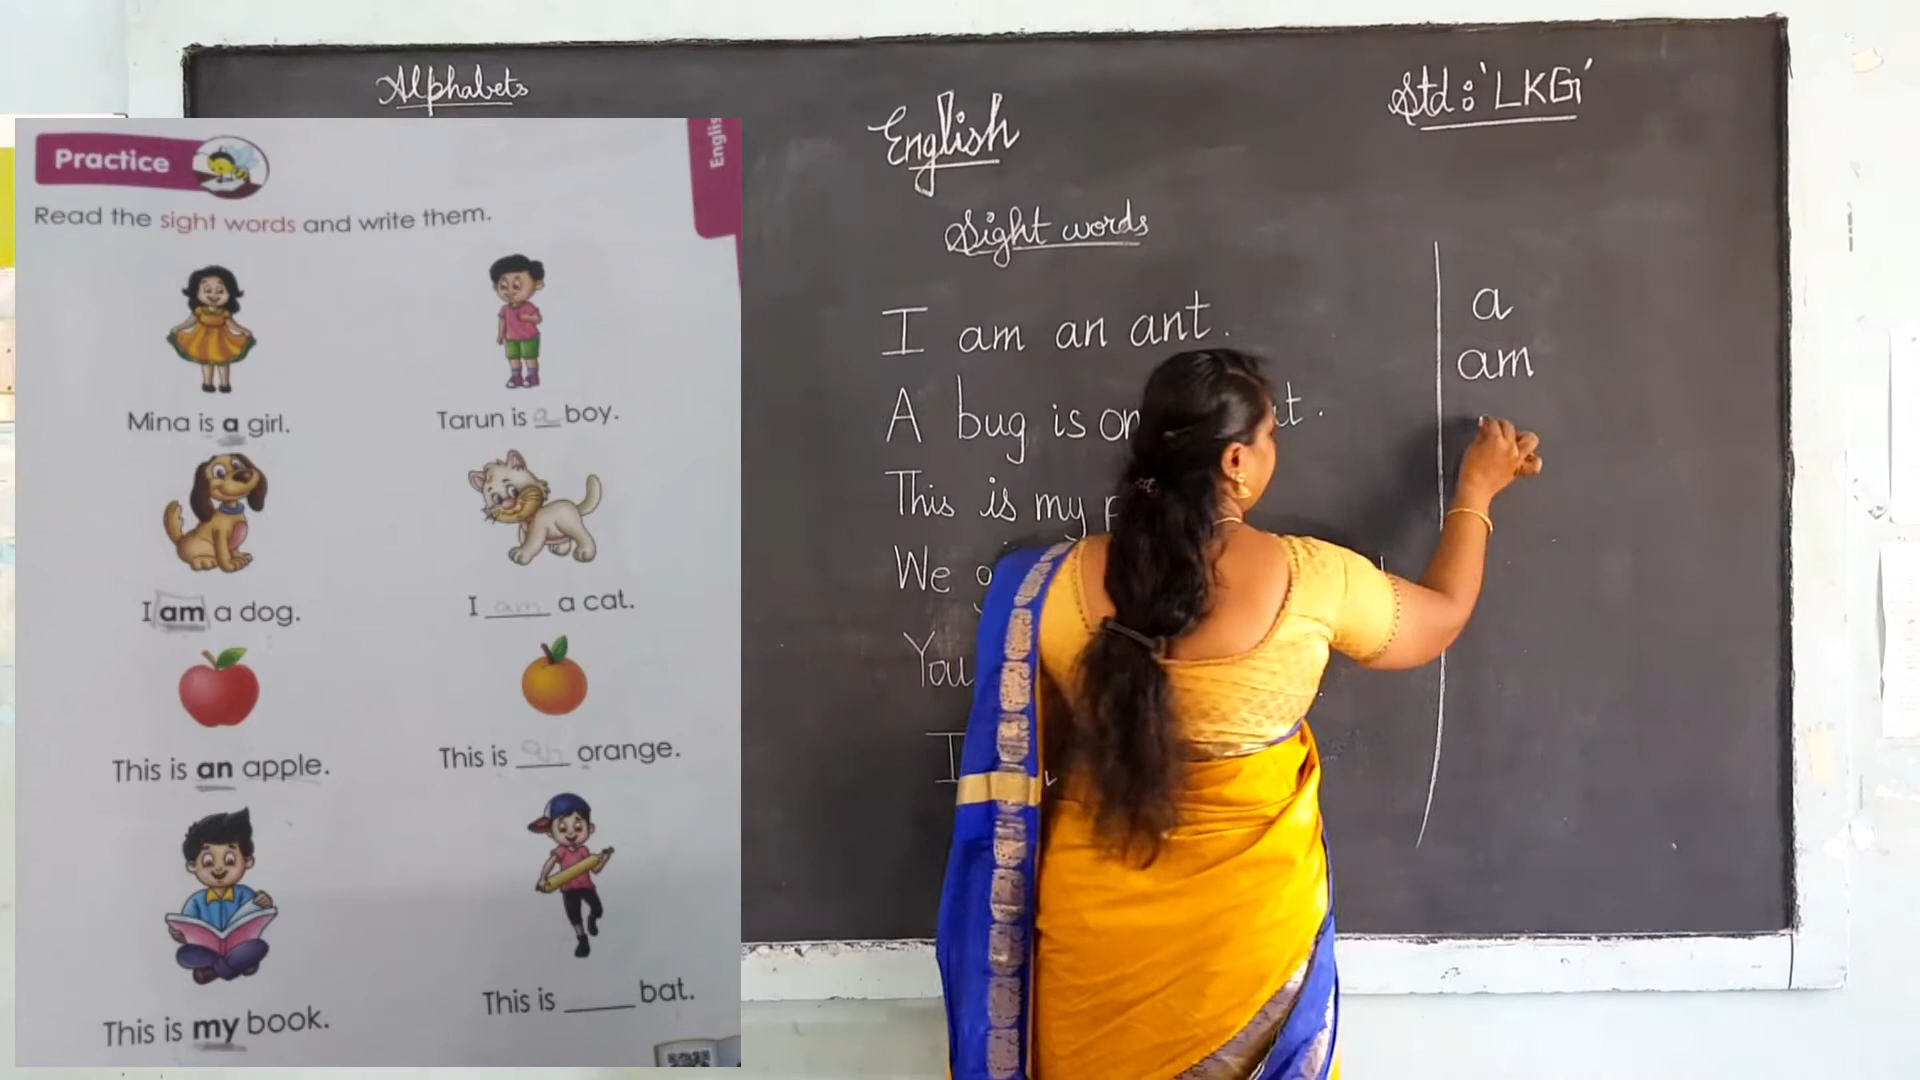 Alphabets
English
Std : 'LKG'
Sight words
I am an ant.
A bug is on
This is my
We
You
I
a
am
Practice
Englis
Read the sight words and write them.
Mina is a girl.
Tarun is a boy.
I am a dog.
I am a cat.
This is an apple.
This is an orange.
This is my book.
This is _____ bat.